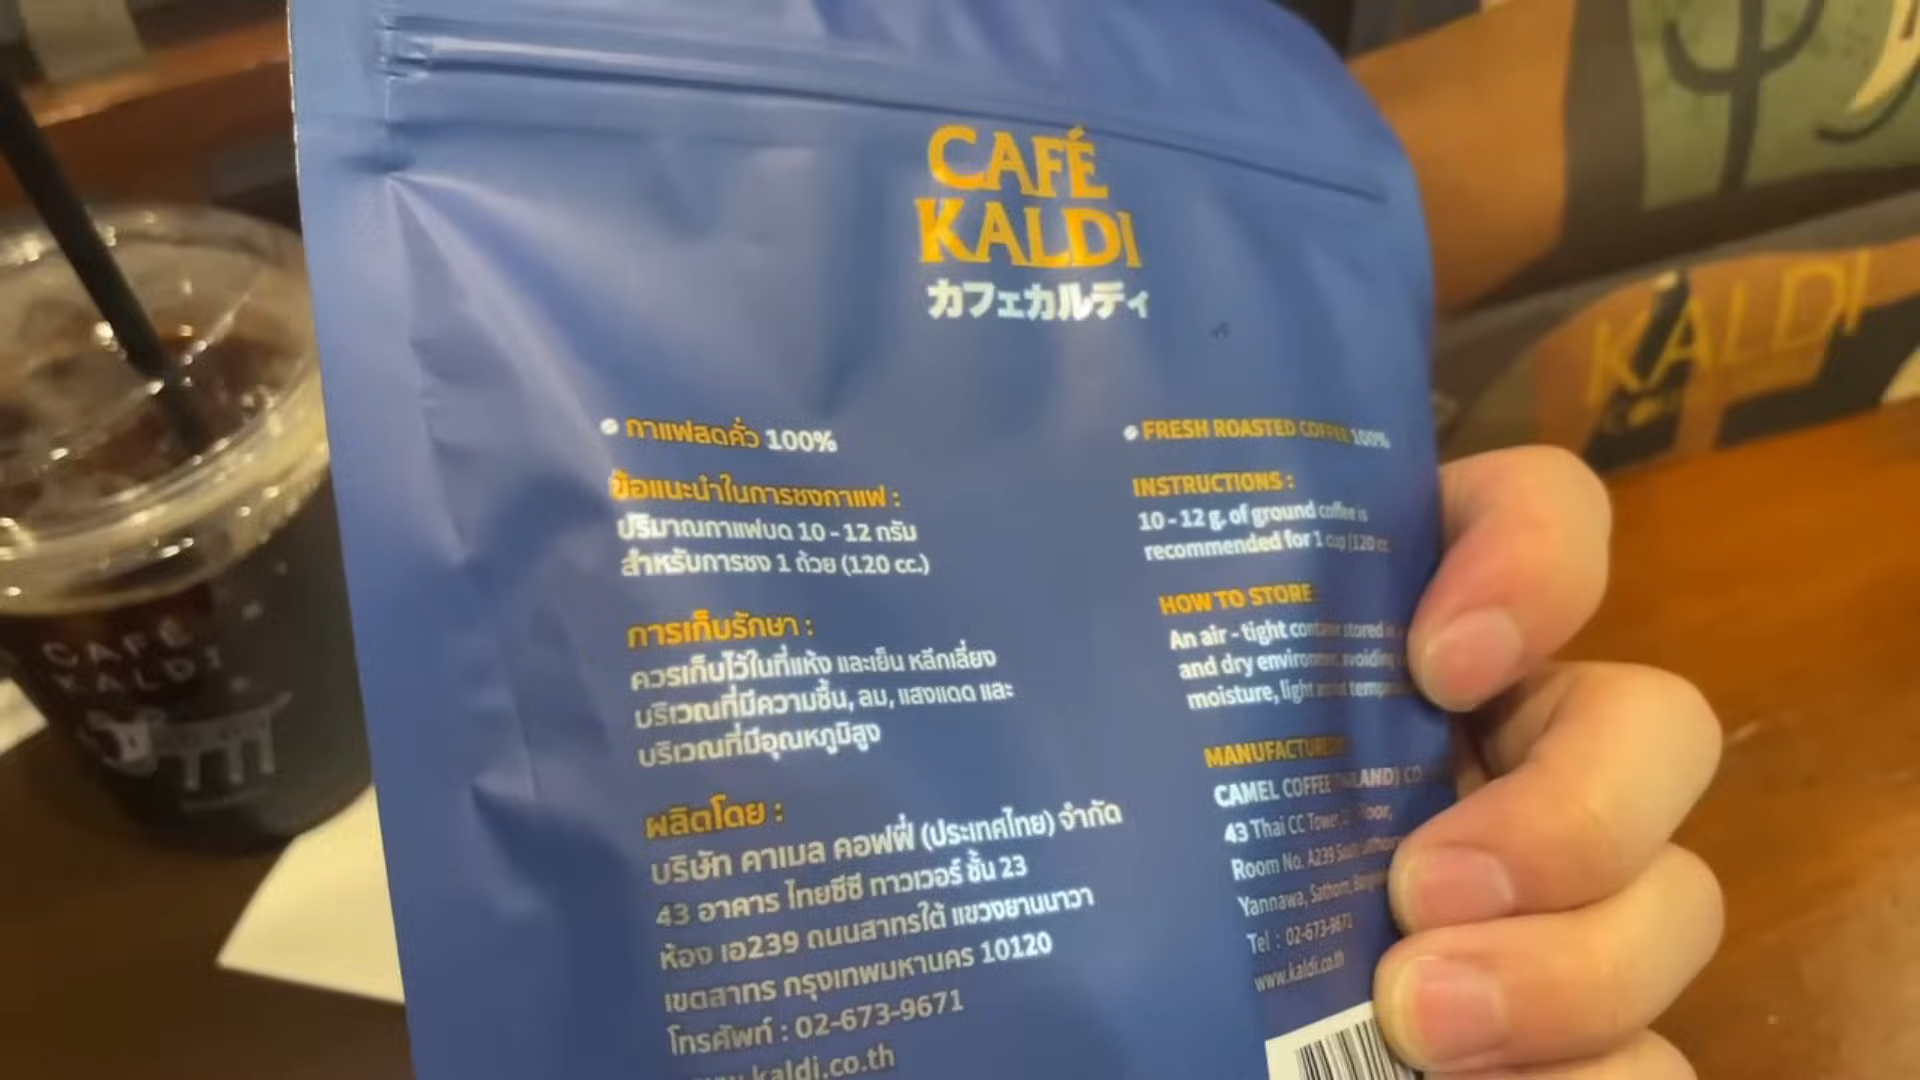 CAFÉ
KALDI
カフェカルディ
กาแฟสดคั่ว 100%
ข้อแนะนำในการชงกาแฟ :
ปริมาณกาแฟบด 10 - 12 กรัม
สำหรับการชง 1 ถ้วย (120 cc.)
การเก็บรักษา :
ควรเก็บไว้ในที่แห้ง และเย็น หลีกเลี่ยง
บริเวณที่มีความชื้น, ลม, แสงแดด และ
บริเวณที่มีอุณหภูมิสูง
ผลิตโดย :
บริษัท คาเมล คอฟฟี่ (ประเทศไทย) จำกัด
43 อาคาร ไทยซีซี ทาวเวอร์ ชั้น 23
ห้อง เอ239 ถนนสาทรใต้ แขวงยานนาวา
เขตสาทร กรุงเทพมหานคร 10120
โทรศัพท์ : 02-673-9671
kaldi.co.th
FRESH ROASTED COFFEE 100%
INSTRUCTIONS :
10 - 12 g. of ground coffee is
recommended for 1 cup (120 cc.
HOW TO STORE
An air - tight container stored
and dry environment, avoiding
moisture, light
MANUFACTURED
CAMEL COFFEE (THAILAND) CO
43 Thai CC Tower,
Room No. A239 South Sathorn
Yannawa, Sathorn, Bangkok
Tel : 02-673-9671
www.kaldi.co.th
CAFÉ
KALDI
KALDI